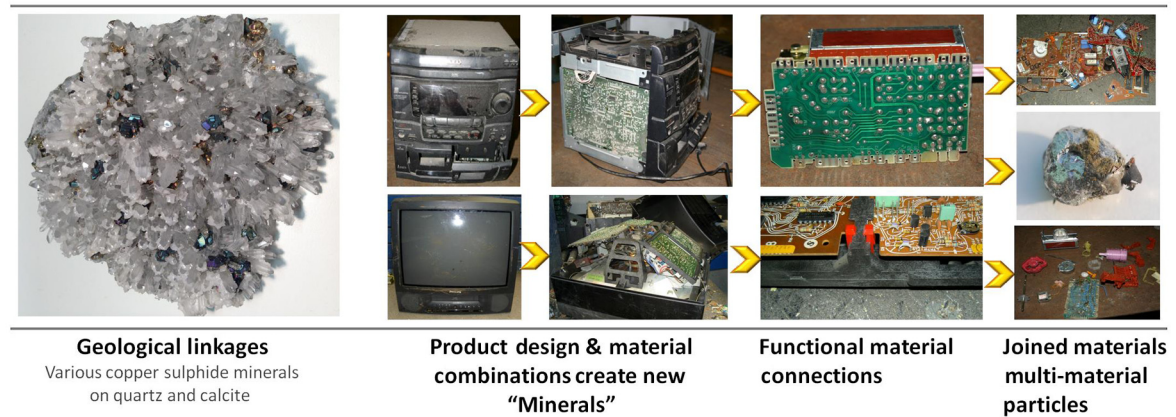 Geological linkages
Various copper sulphide minerals
on quartz and calcite
Product design & material
combinations create new
“Minerals”
Functional material
connections
Joined materials
multi-material
particles